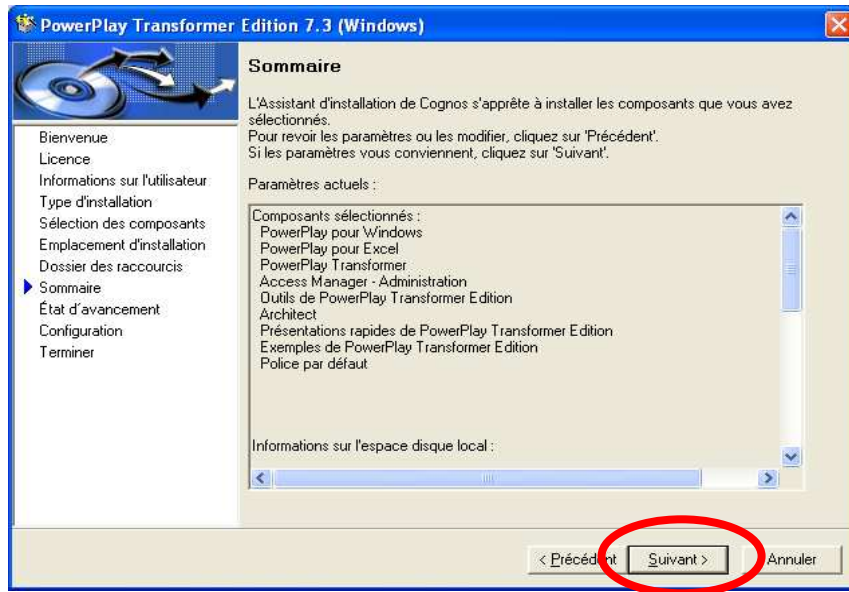 PowerPlay Transformer Edition 7.3 (Windows)
Bienvenue
Licence
Informations sur l'utilisateur
Type d'installation
Sélection des composants
Emplacement d'installation
Dossier des raccourcis
Sommaire
État d´avancement
Configuration
Terminer
Sommaire
L'Assistant d'installation de Cognos s'apprête à installer les composants que vous avez
sélectionnés.
Pour revoir les paramètres ou les modifier, cliquez sur 'Précédent'.
Si les paramètres vous conviennent, cliquez sur 'Suivant'.
Paramètres actuels :
Composants sélectionnés :
PowerPlay pour Windows
PowerPlay pour Excel
PowerPlay Transformer
Access Manager - Administration
Outils de PowerPlay Transformer Edition
Architect
Présentations rapides de PowerPlay Transformer Edition
Exemples de PowerPlay Transformer Edition
Police par défaut
Informations sur l'espace disque local :
< Précédent
Suivant >
Annuler